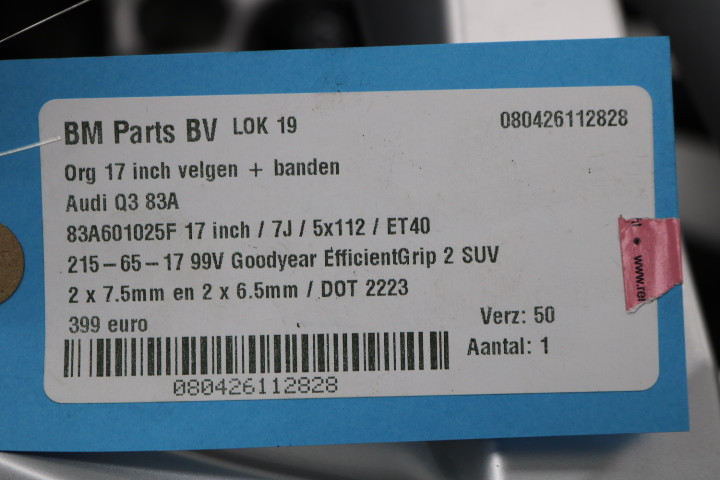 BM Parts BV LOK 19 080426112828
Org 17 inch velgen + banden
Audi Q3 83A
83A601025F 17 inch / 7J / 5x112 / ET40
215-65-17 99V Goodyear EfficientGrip 2 SUV
2 x 7.5mm en 2 x 6.5mm / DOT 2223
399 euro
Verz: 50
Aantal: 1
080426112828